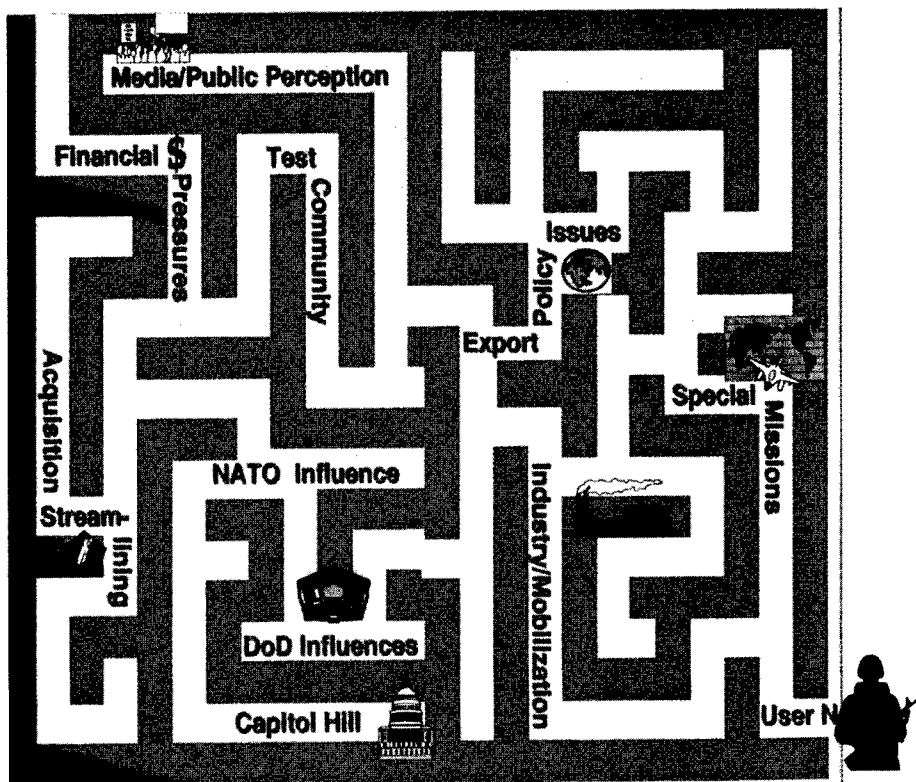 Media/Public Perception
Financial $
Pressures
Test
Community
Issues
Policy
Export
Acquisition
Stream-
lining
Special
Missions
NATO Influence
Industry/Mobilization
DoD Influences
Capitol Hill
User N